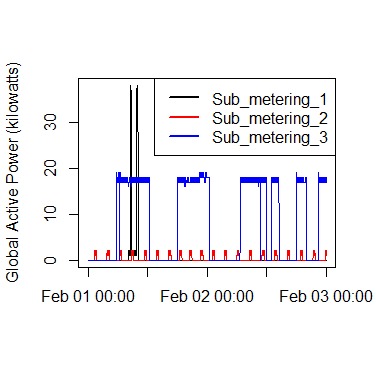 Global Active Power (kilowatts)
30
20
10
0
Sub_metering_1
Sub_metering_2
Sub_metering_3
Feb 01 00:00 Feb 02 00:00 Feb 03 00:00